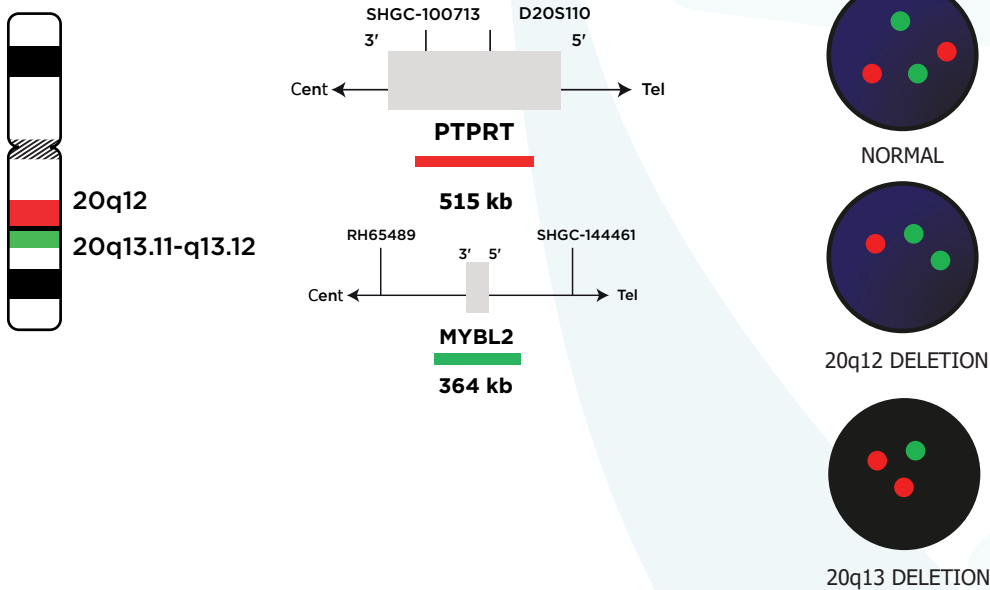 20q12
20q13.11-q13.12
SHGC-100713 D20S110
3' 5'
Cent Tel
PTPRT
515 kb
RH65489 SHGC-144461
3' 5'
Cent Tel
MYBL2
364 kb
NORMAL
20q12 DELETION
20q13 DELETION